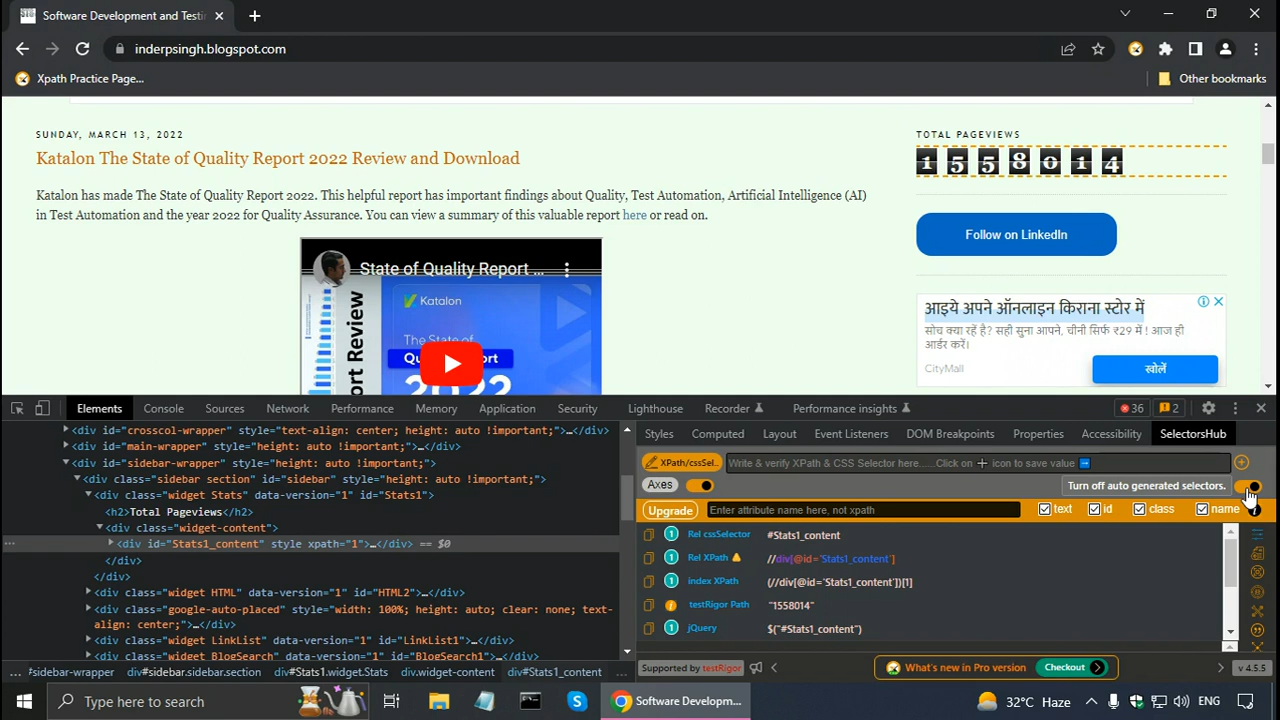 Software Development and Testi
inderpsingh.blogspot.com
Xpath Practice Page...
Other bookmarks
SUNDAY, MARCH 13, 2022
Katalon The State of Quality Report 2022 Review and Download
Katalon has made The State of Quality Report 2022. This helpful report has important findings about Quality, Test Automation, Artificial Intelligence (AI)
in Test Automation and the year 2022 for Quality Assurance. You can view a summary of this valuable report here or read on.
State of Quality Report ...
Katalon
The State of
2022
ort Review
TOTAL PAGEVIEWS
1558014
Follow on LinkedIn
आइये अपने ऑनलाइन किराना स्टोर में
सोच क्या रहें है? सही सुना आपने, चीनी सिर्फ ₹29 में ! आज ही
आर्डर करें।
CityMall
खोलें
Elements Console Sources Network Performance Memory Application Security Lighthouse Recorder Performance insights 36 2
<div id="crosscol-wrapper" style="text-align: center; height: auto !important;">…</div>
<div id="main-wrapper" style="height: auto !important;">…</div>
<div id="sidebar-wrapper" style="height: auto !important;">
<div class="sidebar section" id="sidebar" style="height: auto !important;">
<div class="widget Stats" data-version="1" id="Stats1">
<h2>Total Pageviews</h2>
<div class="widget-content">
<div id="Stats1_content" style xpath="1">…</div> == $0
</div>
</div>
<div class="widget HTML" data-version="1" id="HTML2">…</div>
<div class="google-auto-placed" style="width: 100%; height: auto; clear: none; text-
align: center;">…</div>
<div class="widget LinkList" data-version="1" id="LinkList1">…</div>
<div class="widget BlogSearch" data-version="1" id="BlogSearch1">…</div>
... #sidebar-wrapper div#sidebar.sidebar.section div#Stats1.widget.Stats div.widget-content div#Stats1_content ...
Styles Computed Layout Event Listeners DOM Breakpoints Properties Accessibility SelectorsHub
XPath/cssSel.. Write & verify XPath & CSS Selector here......Click on + icon to save value
Axes Turn off auto generated selectors.
Upgrade Enter attribute name here, not xpath text id class name
1 Rel cssSelector #Stats1_content
1 Rel XPath //div[@id='Stats1_content']
1 index XPath (//div[@id='Stats1_content'])[1]
testRigor Path "1558014"
1 jQuery $("#Stats1_content")
Supported by testRigor What's new in Pro version Checkout v 4.5.5
Type here to search
Software Developm...
32°C Haze ENG